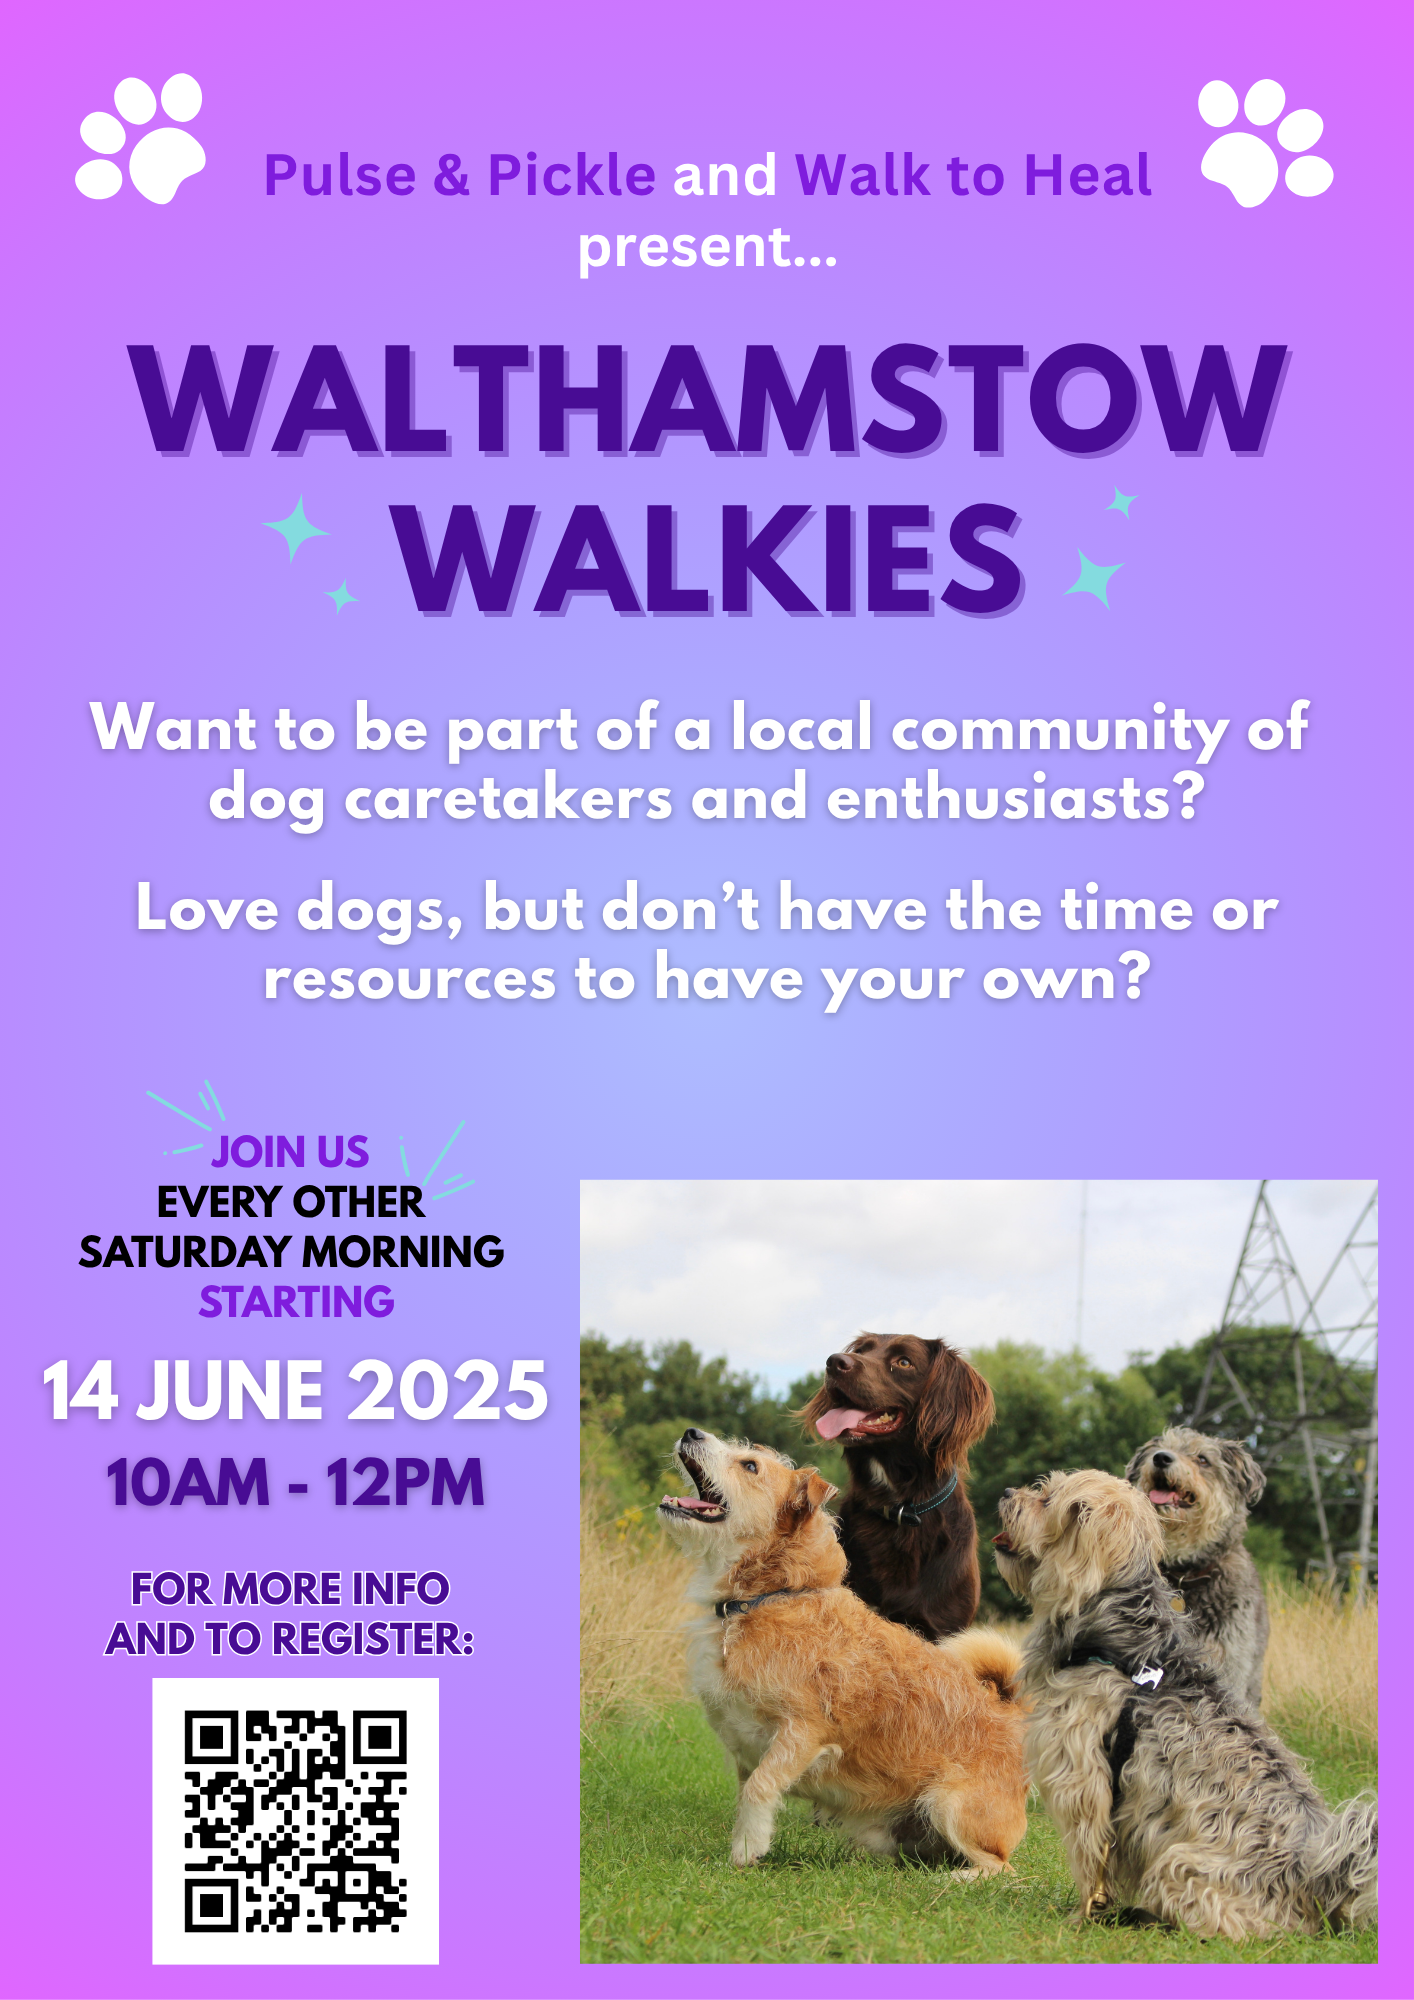 Pulse & Pickle and Walk to Heal
present...
WALTHAMSTOW
WALKIES
Want to be part of a local community of
dog caretakers and enthusiasts?
Love dogs, but don’t have the time or
resources to have your own?
JOIN US
EVERY OTHER
SATURDAY MORNING
STARTING
14 JUNE 2025
10AM - 12PM
FOR MORE INFO
AND TO REGISTER: